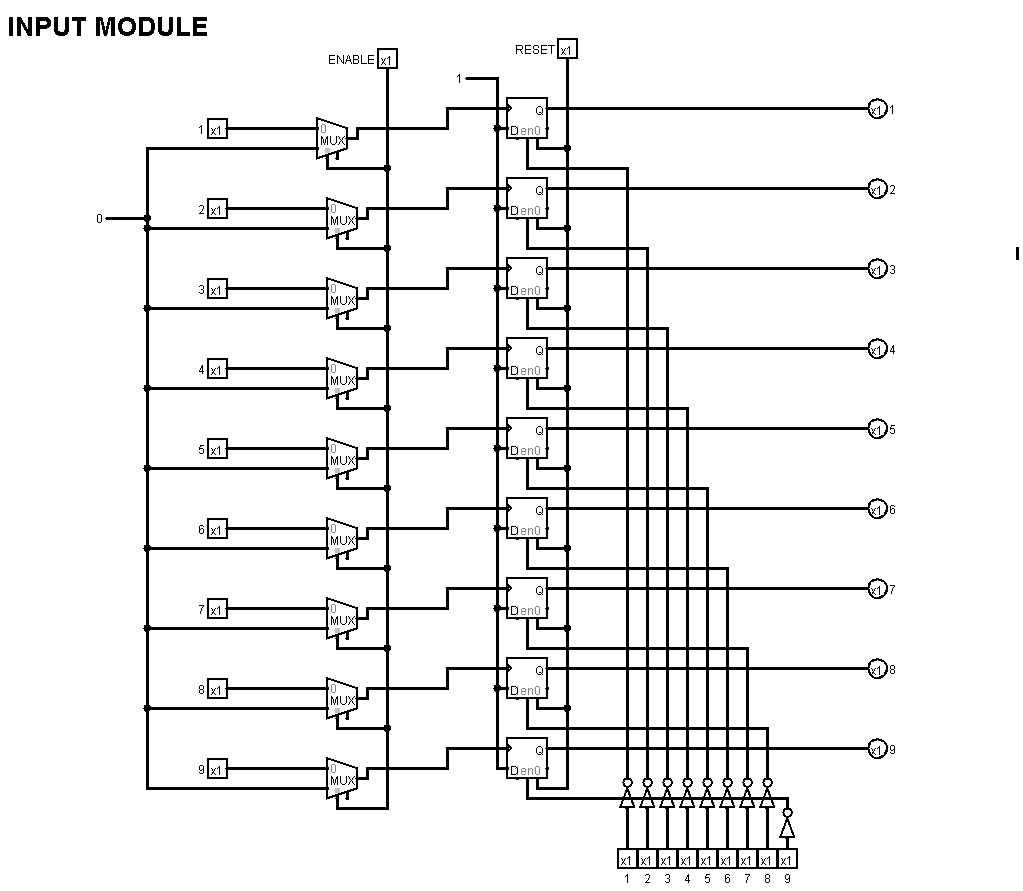 INPUT MODULE
RESET x1
ENABLE x1
1
Q x1 1
1 x1 0 MUX D en 0
Q x1 2
2 x1 0 MUX D en 0
0
Q x1 3
3 x1 0 MUX D en 0
Q x1 4
4 x1 0 MUX D en 0
Q x1 5
5 x1 0 MUX D en 0
Q x1 6
6 x1 0 MUX D en 0
Q x1 7
7 x1 0 MUX D en 0
Q x1 8
8 x1 0 MUX D en 0
Q x1 9
9 x1 0 MUX D en 0
x1 x1 x1 x1 x1 x1 x1 x1 x1
1 2 3 4 5 6 7 8 9